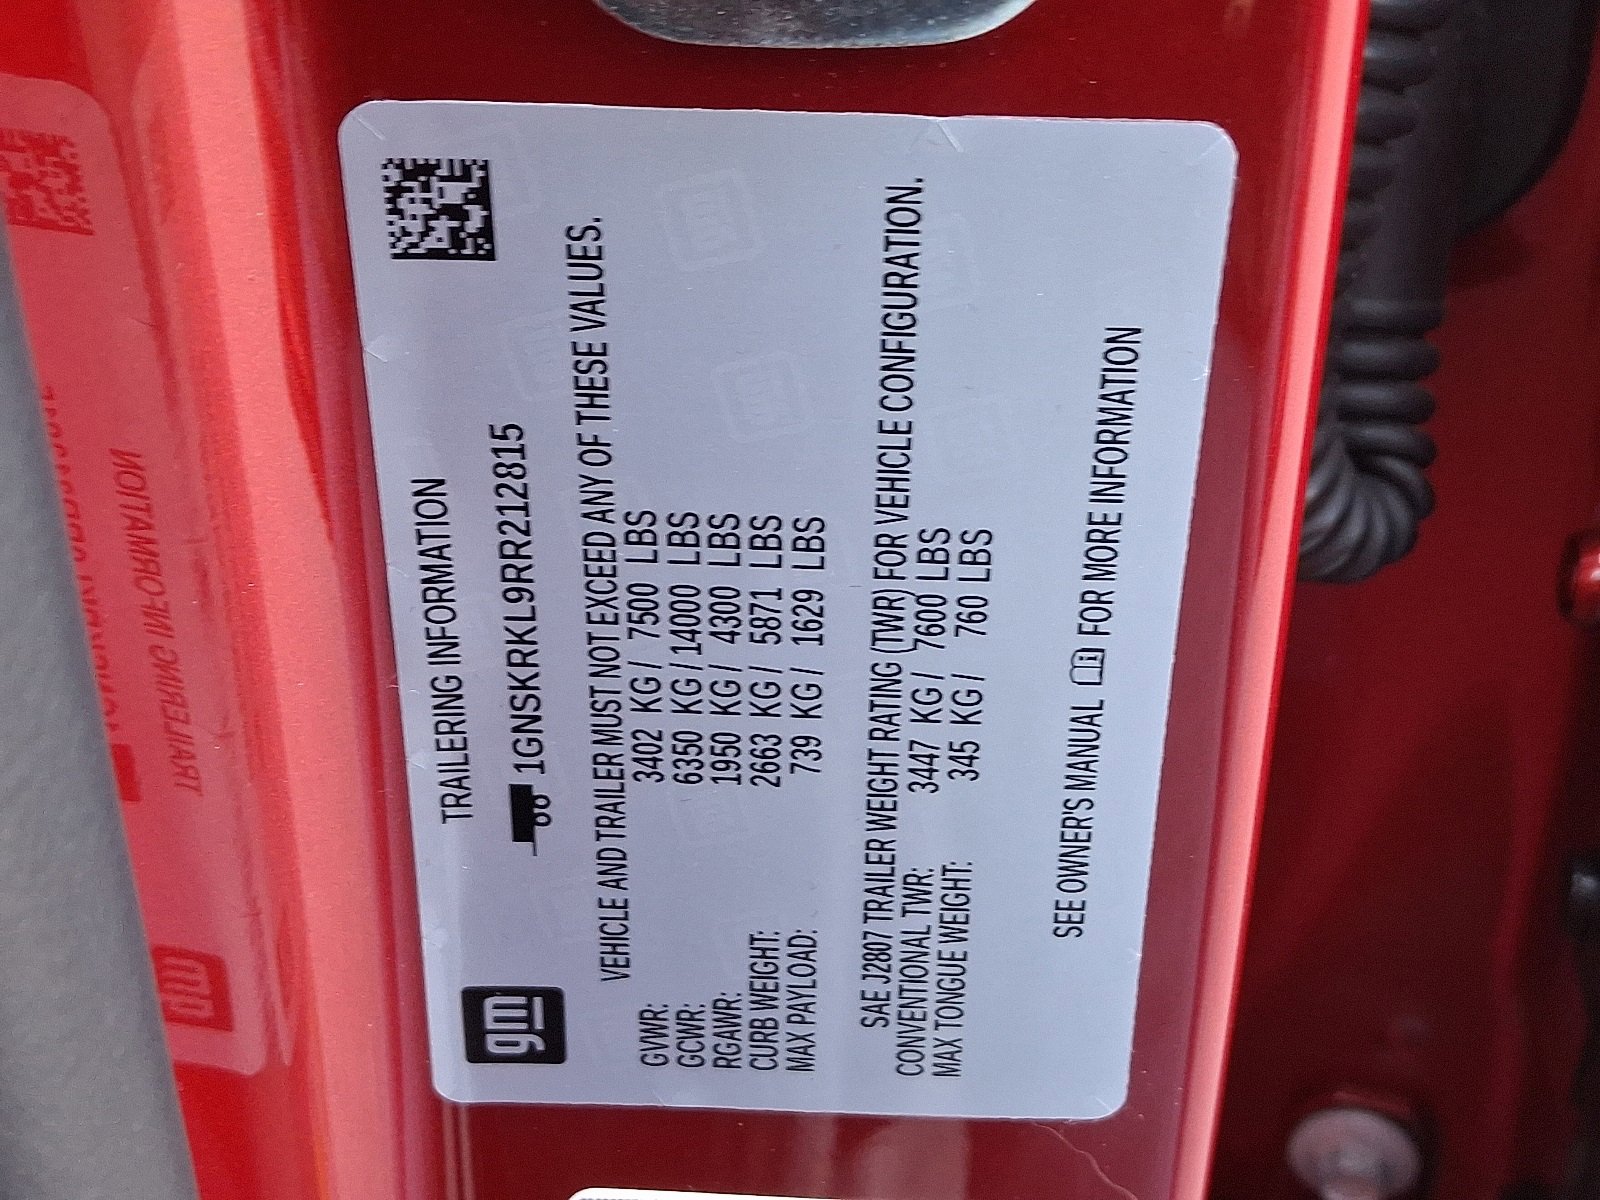 gm
TRAILERING INFORMATION
1GNSKRKL9RR212815
VEHICLE AND TRAILER MUST NOT EXCEED ANY OF THESE VALUES.
GVWR: 3402 KG / 7500 LBS
GCWR: 6350 KG / 14000 LBS
RGAWR: 1950 KG / 4300 LBS
CURB WEIGHT: 2663 KG / 5871 LBS
MAX PAYLOAD: 739 KG / 1629 LBS
SAE J2807 TRAILER WEIGHT RATING (TWR) FOR VEHICLE CONFIGURATION.
CONVENTIONAL TWR: 3447 KG / 7600 LBS
MAX TONGUE WEIGHT: 345 KG / 760 LBS
SEE OWNER'S MANUAL FOR MORE INFORMATION
gm
TRAILERING INFORMATION